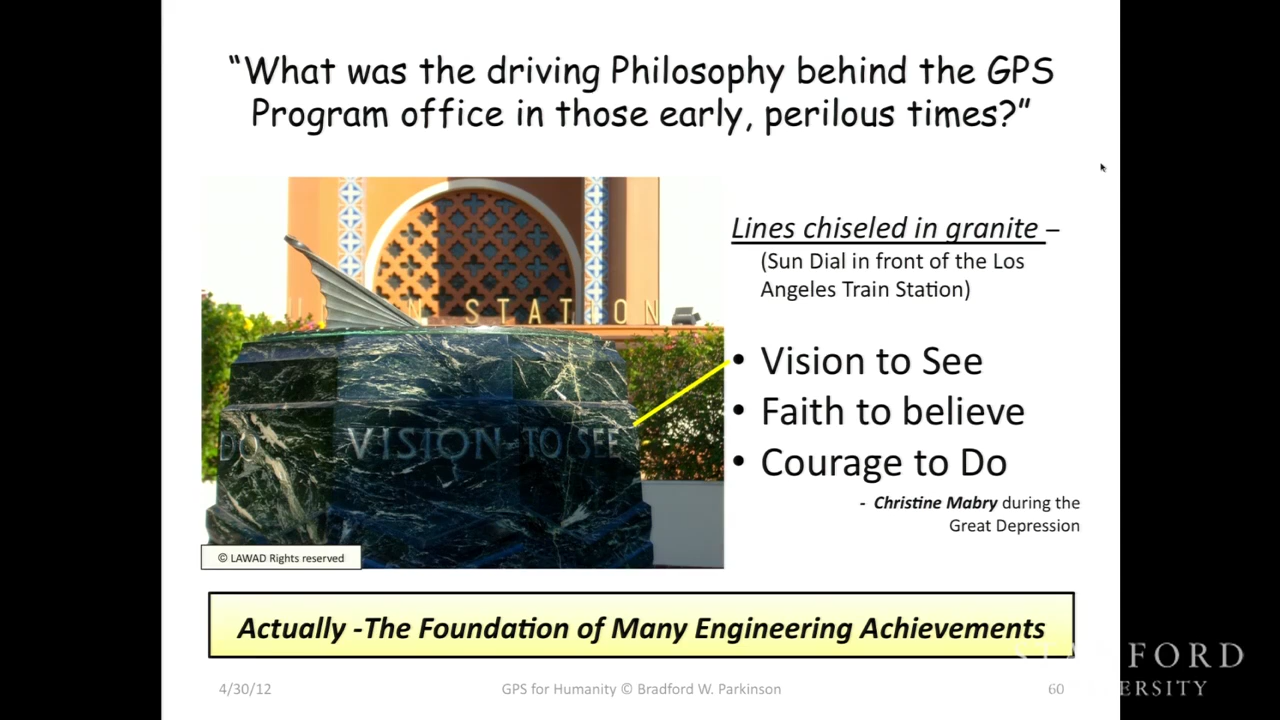 “What was the driving Philosophy behind the GPS
Program office in those early, perilous times?”
Lines chiseled in granite –
(Sun Dial in front of the Los
Angeles Train Station)
UNION STATION
DO VISION TO SEE
• Vision to See
• Faith to believe
• Courage to Do
- Christine Mabry during the
Great Depression
© LAWAD Rights reserved
Actually -The Foundation of Many Engineering Achievements
4/30/12 GPS for Humanity © Bradford W. Parkinson 60
STANFORD
UNIVERSITY